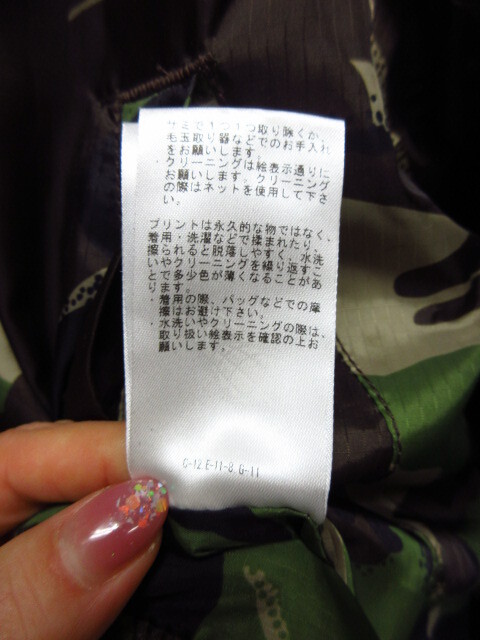 サミで1つ1つ取り除くか、
毛玉取り器などでのお手入れ
をお願いします。
・クリーニングは絵表示通りに
お願いします。クリーニング
の際はネットを使用して下さ
い。
プリントは永久的な物ではなく、
着用・洗濯などで揉まれたり、
擦られると脱落しやすく、水洗
いやクリーニングを繰り返すこ
とで多少色が薄くなることがあ
ります。
・着用の際、バッグなどでの摩
擦はお避け下さい。
・水洗いやクリーニングの際は、
取り扱い絵表示を確認の上お
願いします。
C-12,E-11-8,G-11